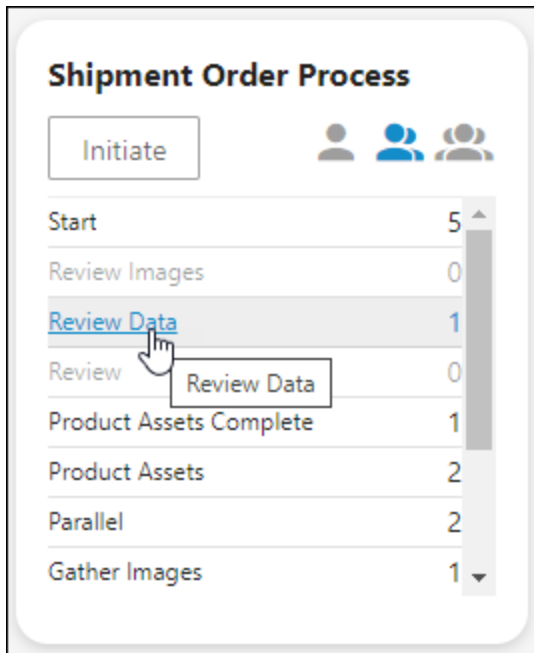 Shipment Order Process
Initiate
Start 5
Review Images 0
Review Data 1
Review 0
Review Data
Product Assets Complete 1
Product Assets 2
Parallel 2
Gather Images 1